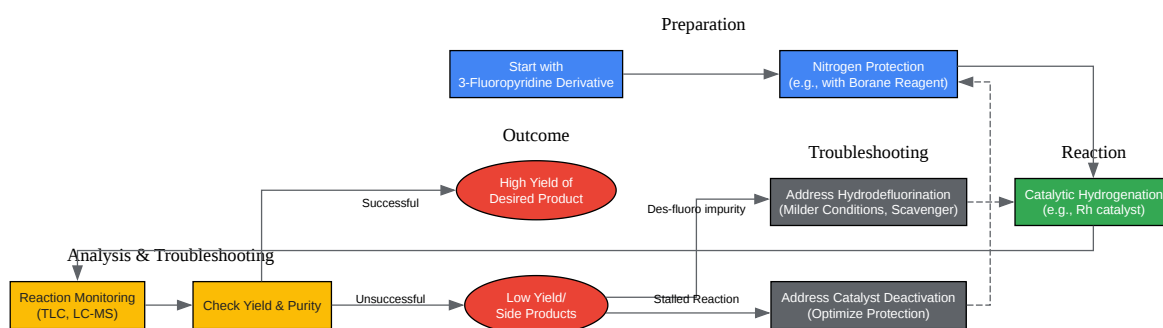 Preparation
Start with
3-Fluoropyridine Derivative
Nitrogen Protection
(e.g., with Borane Reagent)
Outcome
Troubleshooting
Reaction
High Yield of
Desired Product
Successful
Address Hydrodefluorination
(Milder Conditions, Scavenger)
Des-fluoro impurity
Catalytic Hydrogenation
(e.g., Rh catalyst)
Analysis & Troubleshooting
Reaction Monitoring
(TLC, LC-MS)
Check Yield & Purity
Unsuccessful
Low Yield/
Side Products
Stalled Reaction
Address Catalyst Deactivation
(Optimize Protection)